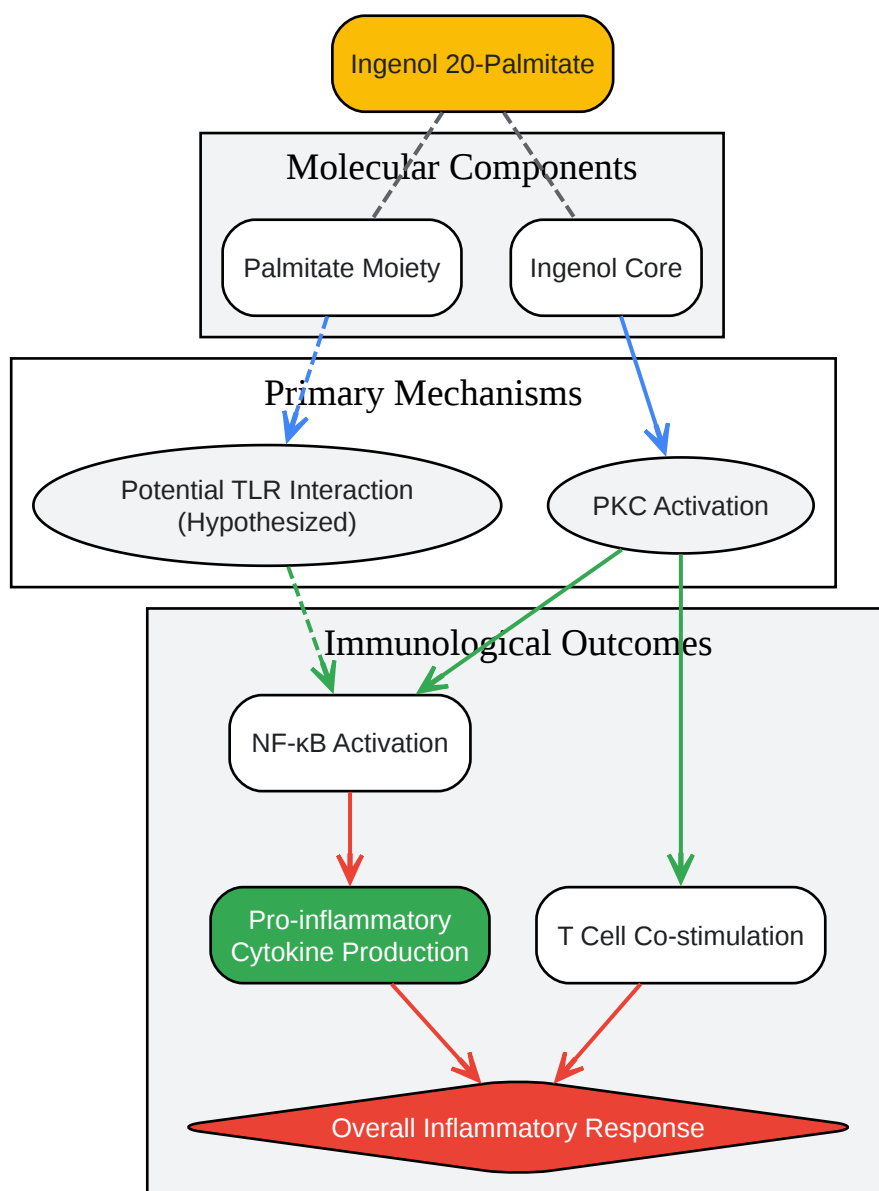 Ingenol 20-Palmitate
Molecular Components
Palmitate Moiety
Ingenol Core
Primary Mechanisms
Potential TLR Interaction
(Hypothesized)
PKC Activation
Immunological Outcomes
NF-κB Activation
Pro-inflammatory
Cytokine Production
T Cell Co-stimulation
Overall Inflammatory Response